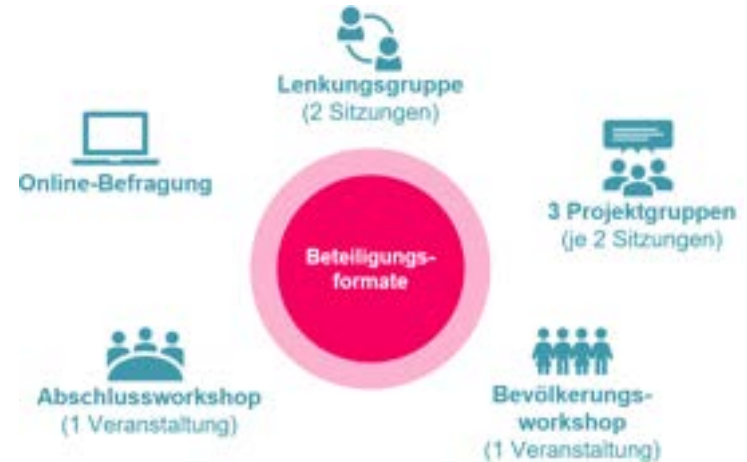 Lenkungsgruppe
(2 Sitzungen)
Online-Befragung
3 Projektgruppen
(je 2 Sitzungen)
Beteiligungs-
formate
Abschlussworkshop
(1 Veranstaltung)
Bevölkerungs-
workshop
(1 Veranstaltung)